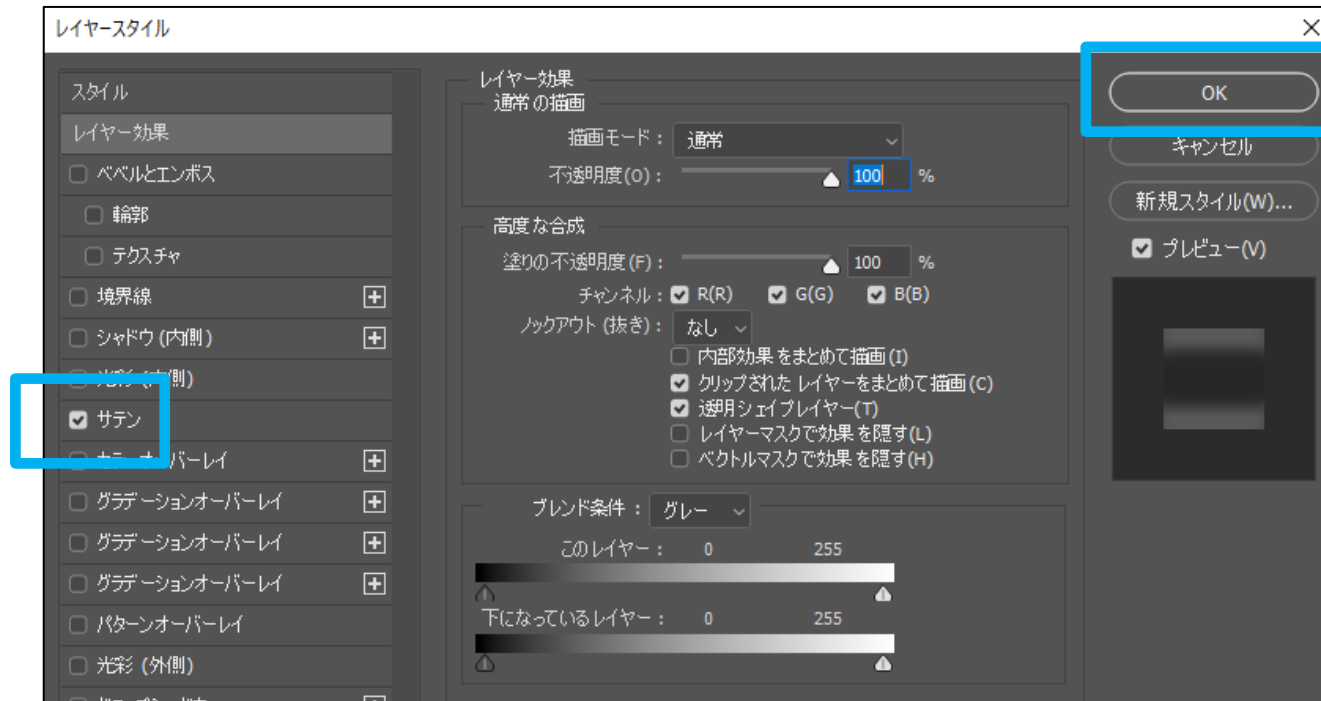 レイヤースタイル
スタイル
レイヤー効果
ベベルとエンボス
輪郭
テクスチャ
境界線
シャドウ (内側)
光彩 (内側)
サテン
カラーオーバーレイ
グラデーションオーバーレイ
グラデーションオーバーレイ
グラデーションオーバーレイ
パターンオーバーレイ
光彩 (外側)
レイヤー効果
通常の描画
描画モード: 通常
不透明度(O): 100 %
高度な合成
塗りの不透明度(F): 100 %
チャンネル: R(R) G(G) B(B)
ノックアウト (抜き): なし
内部効果をまとめて描画(I)
クリップされたレイヤーをまとめて描画(C)
透明シェイプレイヤー(T)
レイヤーマスクで効果を隠す(L)
ベクトルマスクで効果を隠す(H)
ブレンド条件: グレー
このレイヤー: 0 255
下になっているレイヤー: 0 255
OK
キャンセル
新規スタイル(W)...
プレビュー(V)